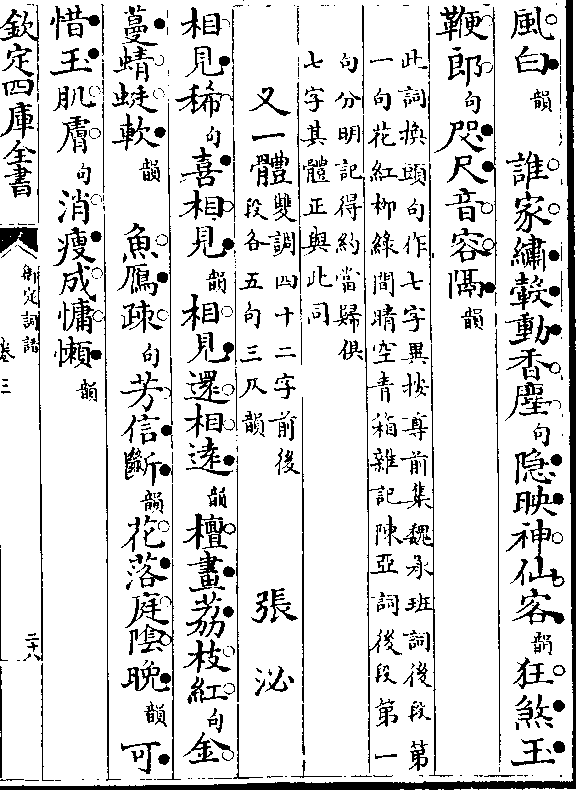 風白韻　誰家繡轂動香塵句隱映神仙客韻狂煞玉
鞭郎句咫尺音容隔韻
此詞換頭句作七字異按尊前集魏承班詞後段第
一句花紅柳綠間晴空青箱雜記陳亞詞後段第一
句分明記得約當歸俱
七字其體正與此同
又一體雙調四十二字前後段各五句三仄韻　張泌
相見稀句喜相見韻相見還相遠韻檀畫荔枝紅句金
蔓蜻蜓軟韻　魚鴈疎句芳信斷韻花落庭陰晚韻可
惜玉肌膚句消瘦成慵懶韻
欽定四庫全書
御定詞譜
卷三
二十八